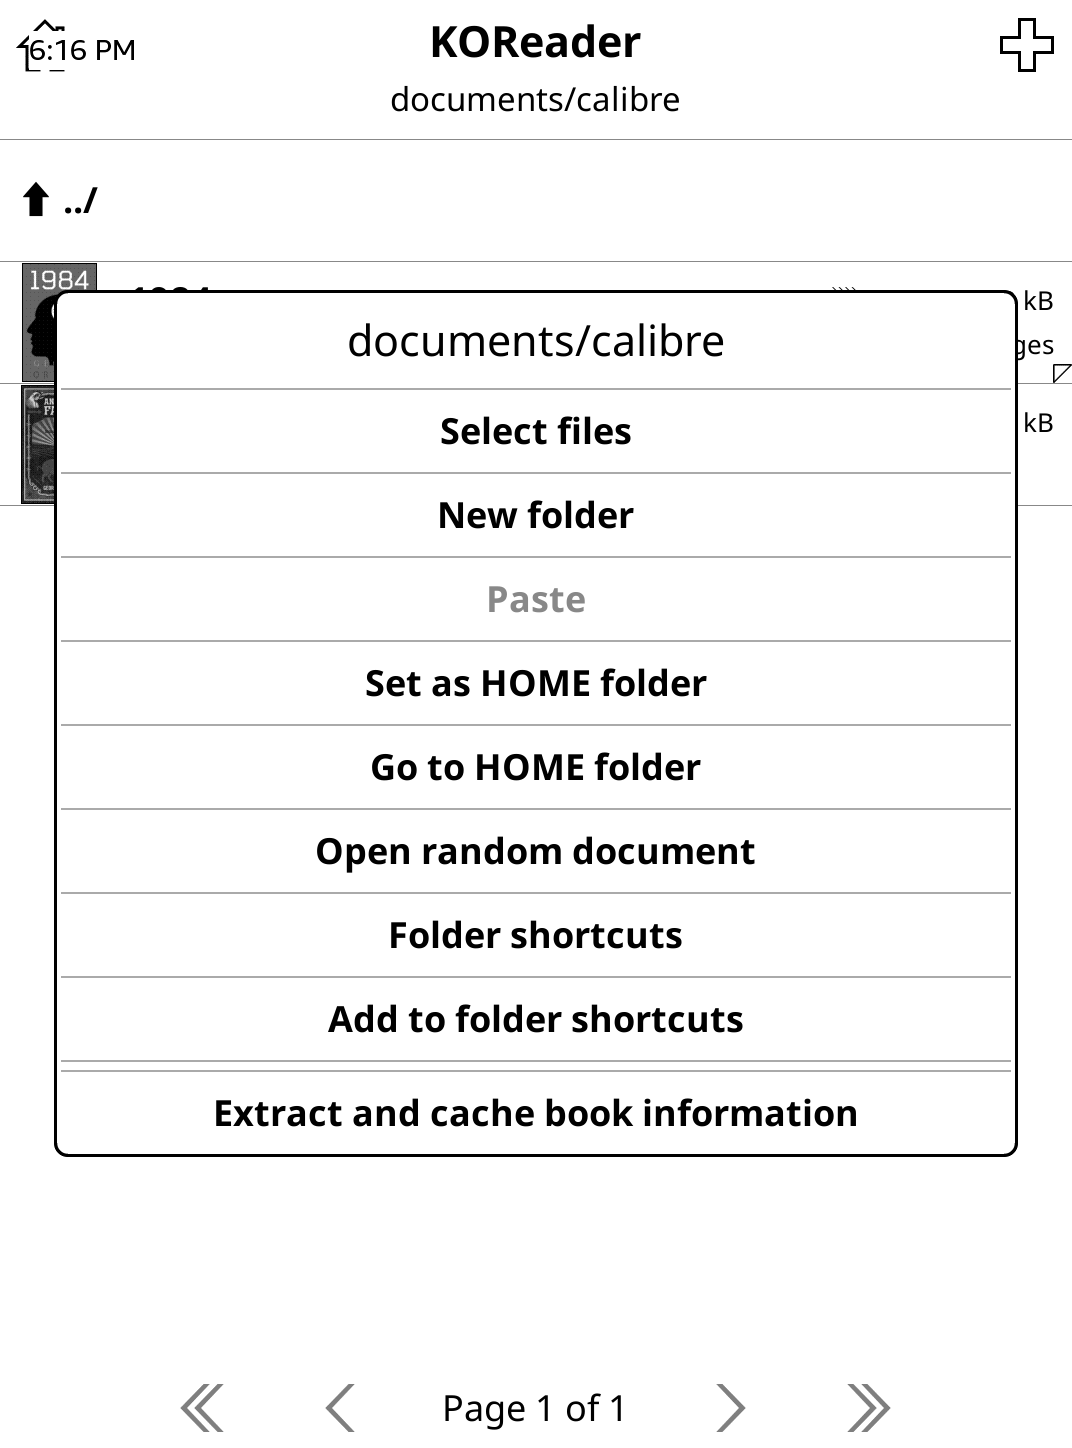 6:16 PM
KOReader
documents/calibre
../
1984
1984
kB
ges
kB
documents/calibre
Select files
New folder
Paste
Set as HOME folder
Go to HOME folder
Open random document
Folder shortcuts
Add to folder shortcuts
Extract and cache book information
Page 1 of 1